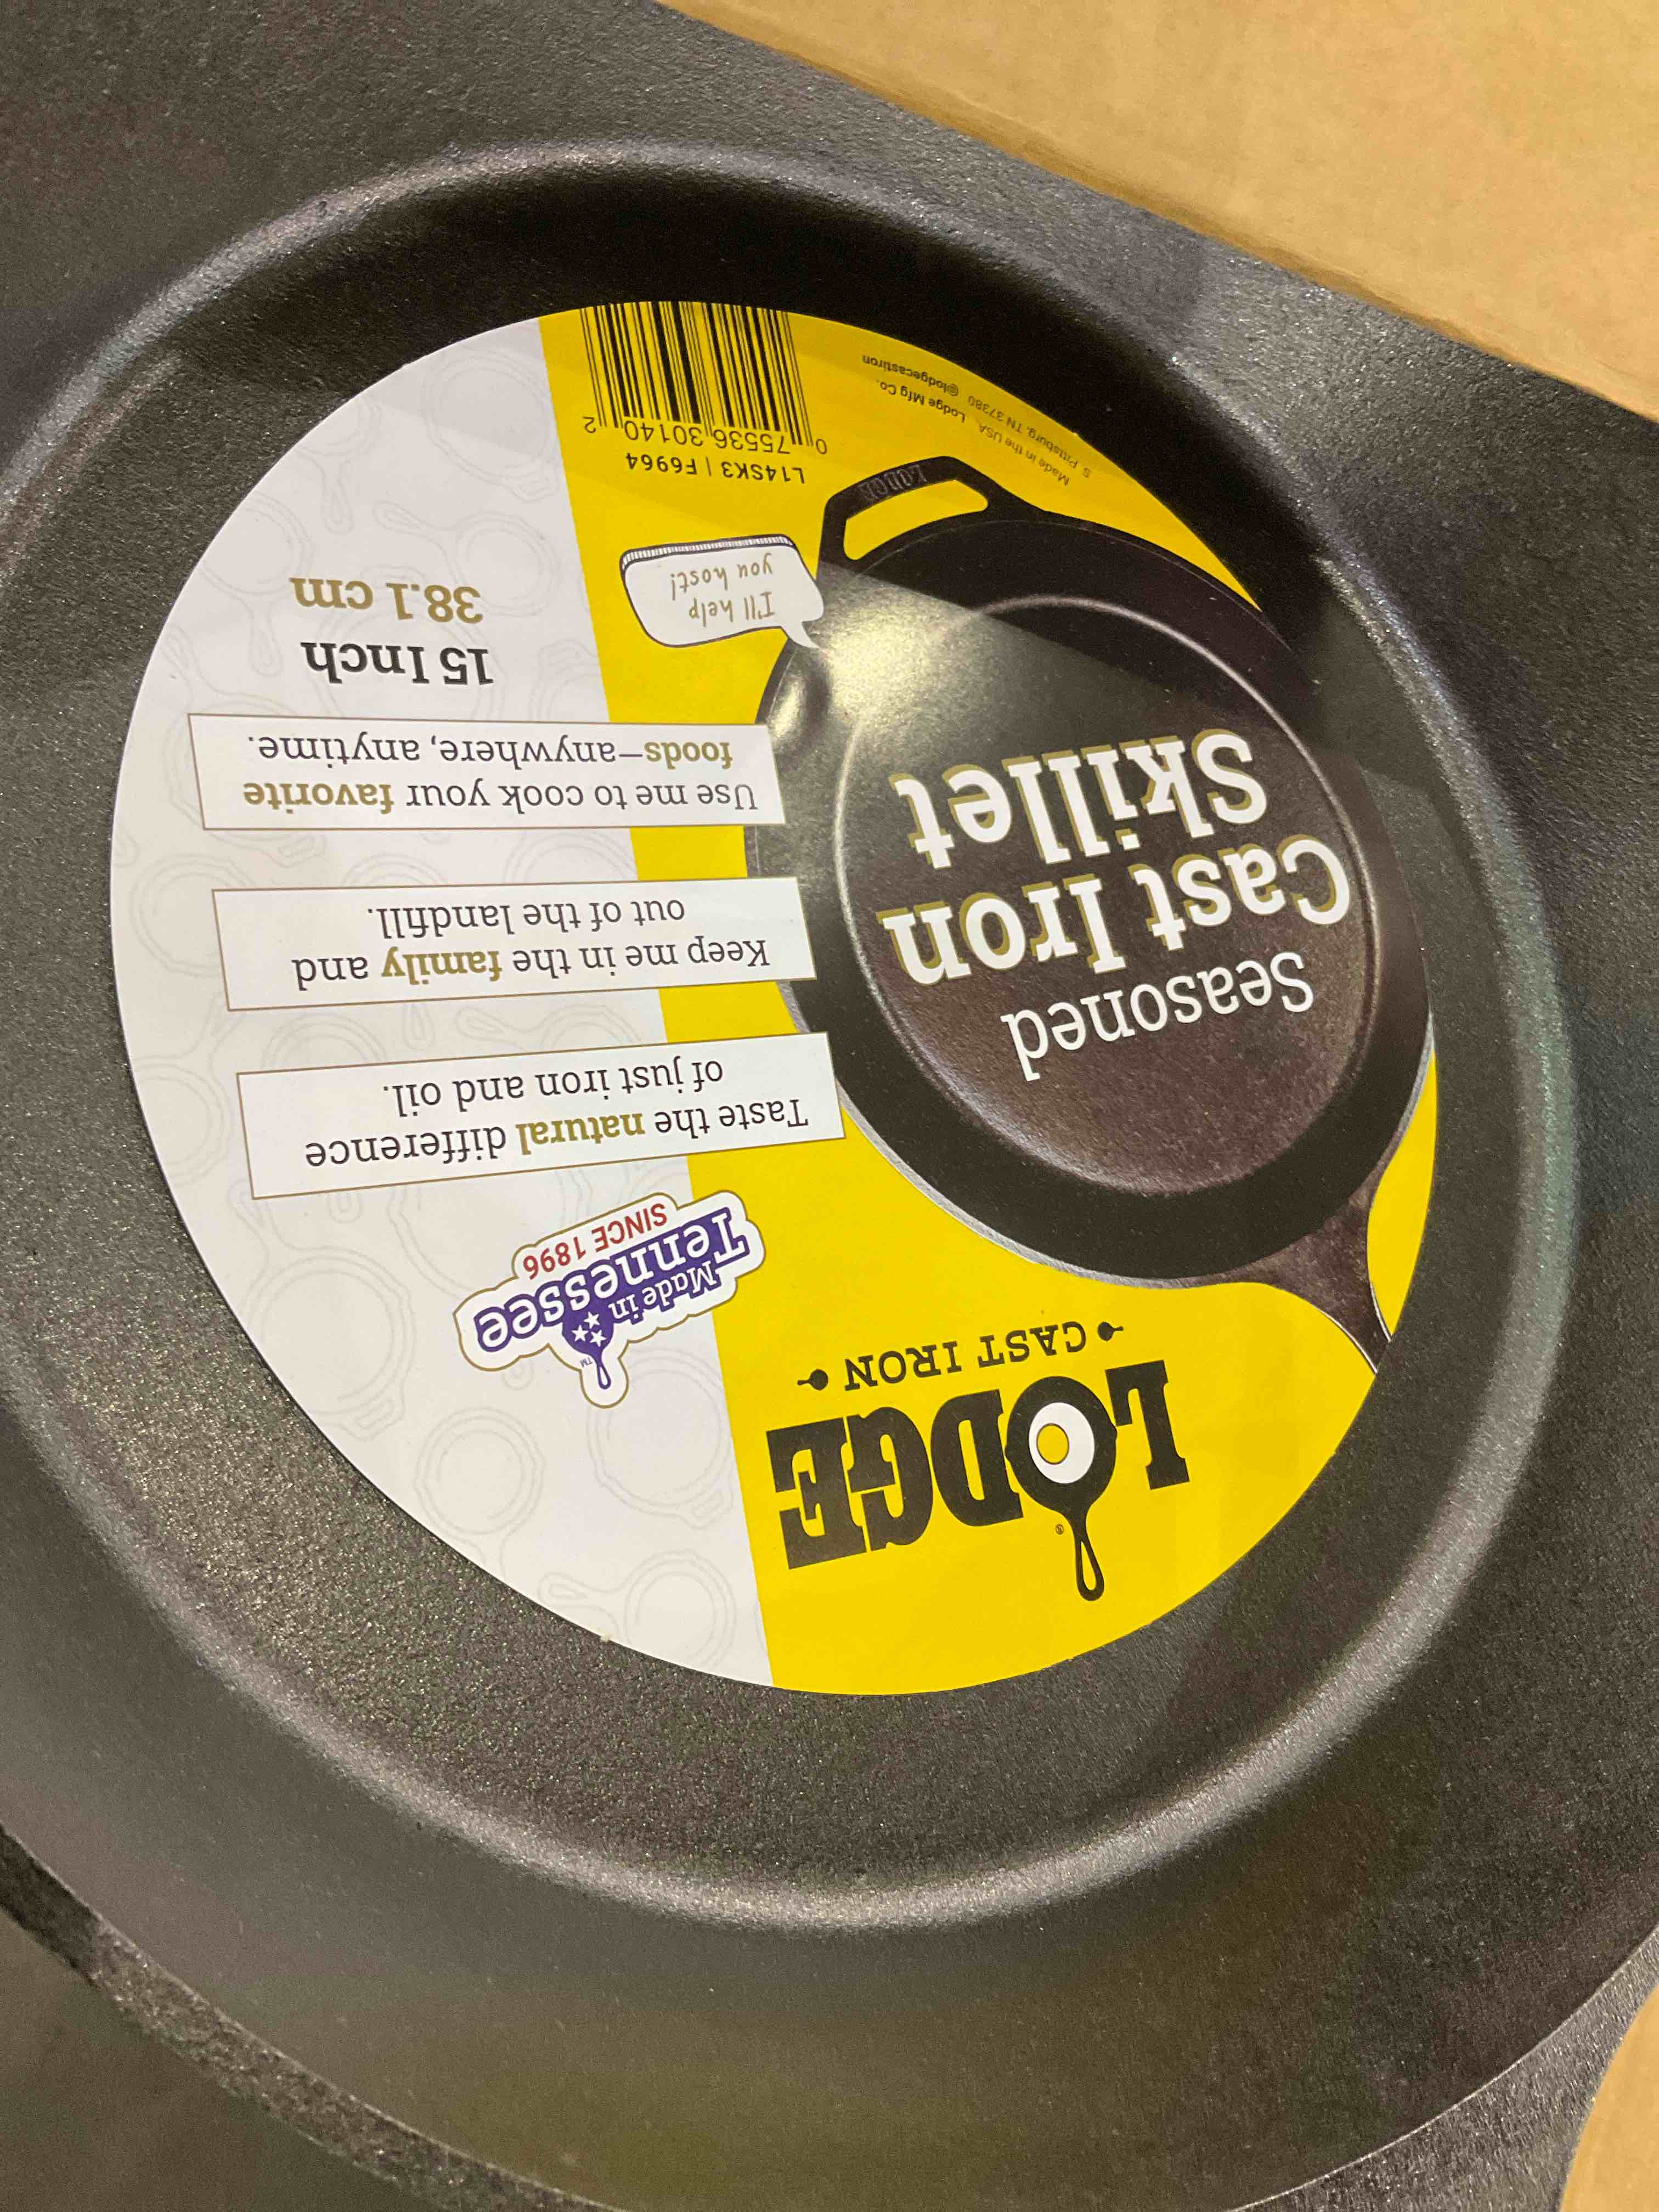 LODGE
CAST IRON
Made in
Tennessee
SINCE 1896
Seasoned
Cast Iron
Skillet
Taste the natural difference
of just iron and oil.
Keep me in the family and
out of the landfill.
Use me to cook your favorite
foods—anywhere, anytime.
15 Inch
38.1 cm
I'll help
you host!
LODGE
L14SK3 | F6964
0 75536 30140 2
Made in the USA Lodge Mfg Co.
S. Pittsburg, TN 37380 @lodgecastiron